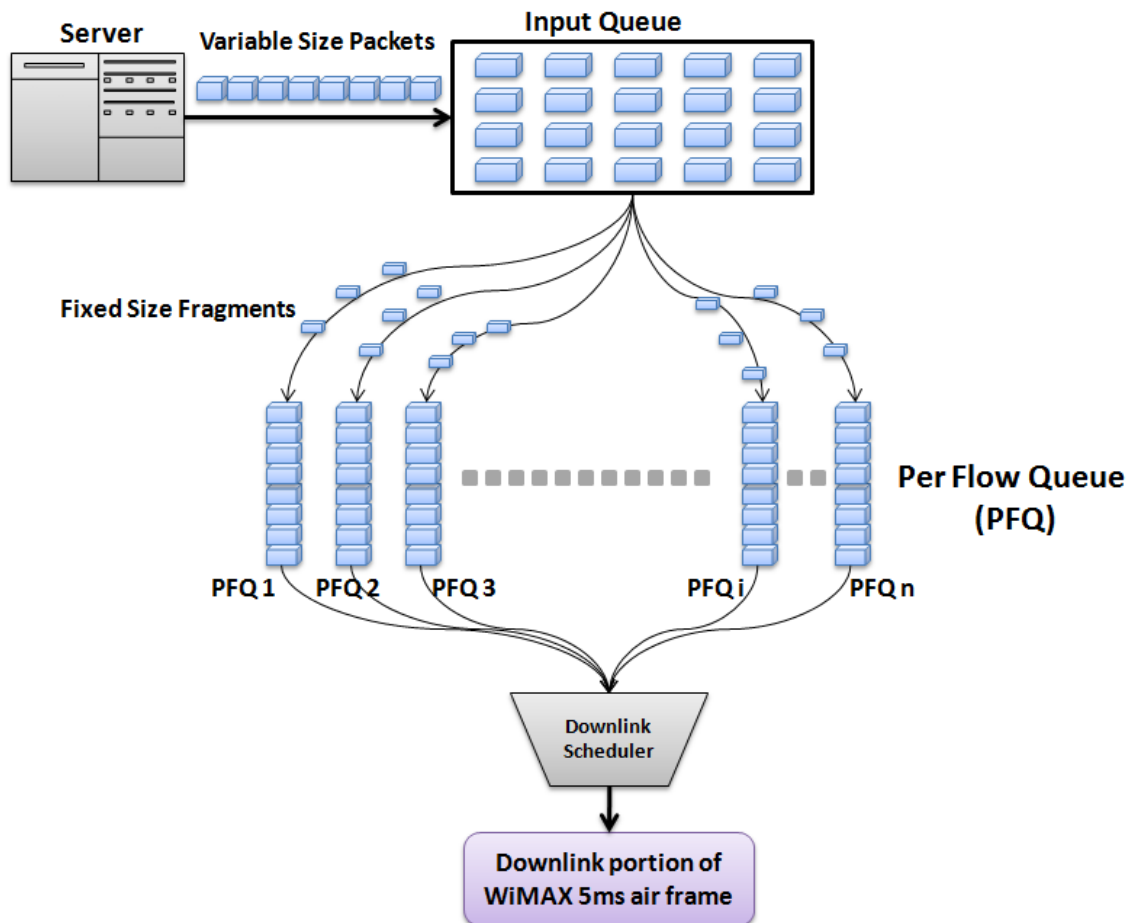 Server
Variable Size Packets
Input Queue
Fixed Size Fragments
Per Flow Queue
(PFQ)
PFQ 1
PFQ 2
PFQ 3
PFQ i
PFQ n
Downlink
Scheduler
Downlink portion of
WiMAX 5ms air frame